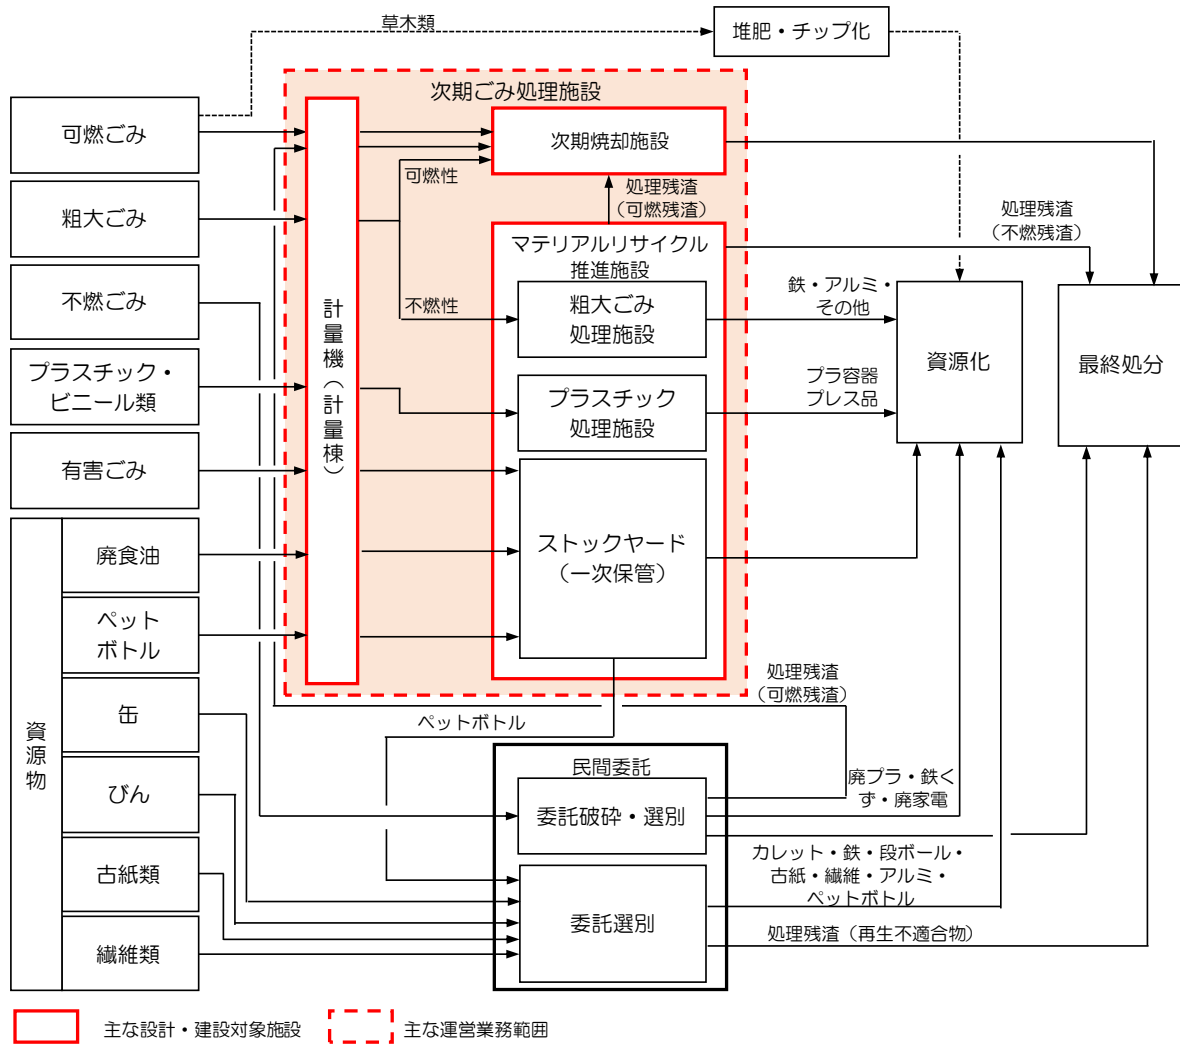 草木類
堆肥・チップ化
次期ごみ処理施設
可燃ごみ
粗大ごみ
不燃ごみ
プラスチック・
ビニール類
有害ごみ
資源物
廃食油
ペット
ボトル
缶
びん
古紙類
繊維類
計量機（計量棟）
可燃性
不燃性
次期焼却施設
処理残渣
（可燃残渣）
マテリアルリサイクル
推進施設
粗大ごみ
処理施設
プラスチック
処理施設
ストックヤード
（一次保管）
処理残渣
（不燃残渣）
鉄・アルミ・
その他
プラ容器
プレス品
資源化
最終処分
処理残渣
（可燃残渣）
ペットボトル
民間委託
委託破砕・選別
委託選別
廃プラ・鉄く
ず・廃家電
カレット・鉄・段ボール・
古紙・繊維・アルミ・
ペットボトル
処理残渣（再生不適合物）
主な設計・建設対象施設
主な運営業務範囲